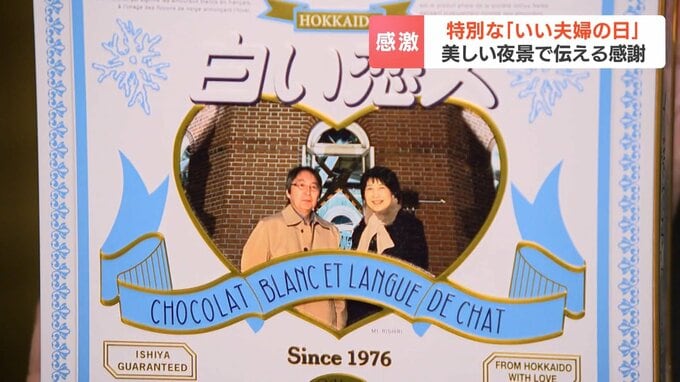 感激
特別な「いい夫婦の日」
美しい夜景で伝える感謝
HOKKAIDO
白い恋人
CHOCOLAT BLANC ET LANGUE DE CHAT
MT. RISHIRI
Since 1976
ISHIYA
GUARANTEED
FROM HOKKAIDO
WITH LOVE